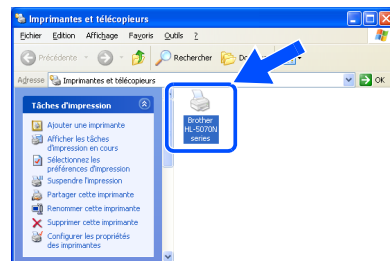 Imprimantes et télécopieurs
Fichier Edition Affichage Favoris Outils ?
Précédente Rechercher
Adresse Imprimantes et télécopieurs OK
Tâches d'impression
Ajouter une imprimante
Afficher les tâches
d'impression en cours
Sélectionnez les
préférences d'impression
Suspendre l'impression
Partager cette imprimante
Renommer cette imprimante
Supprimer cette imprimante
Configurer les propriétés
des imprimantes
Brother
HL-5070N
series